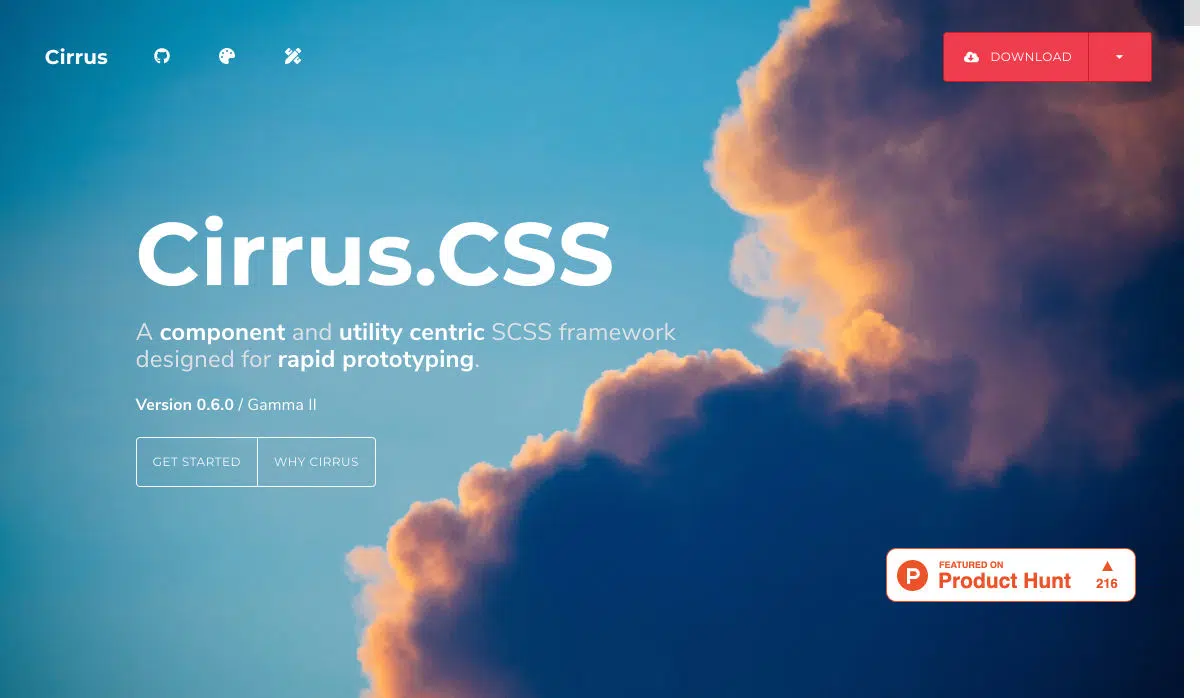 Cirrus
DOWNLOAD
Cirrus.CSS
A component and utility centric SCSS framework
designed for rapid prototyping.
Version 0.6.0 / Gamma II
GET STARTED
WHY CIRRUS
P
FEATURED ON
Product Hunt
216